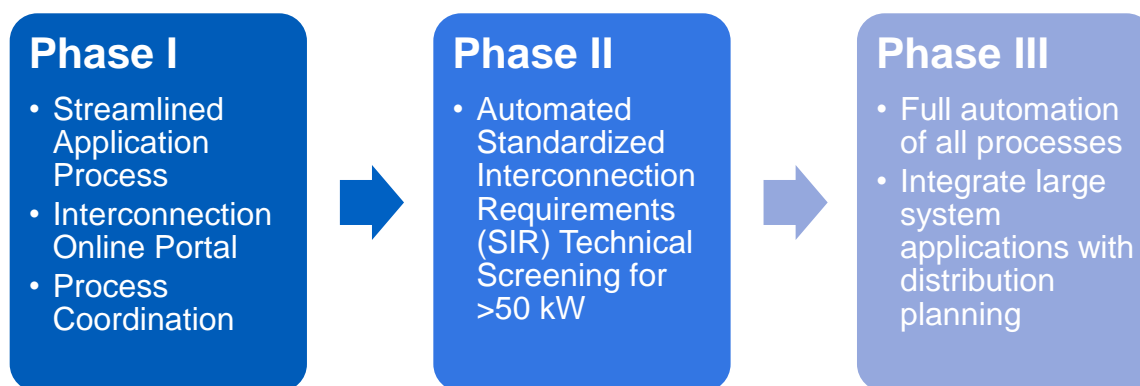 Phase I
• Streamlined
Application
Process
• Interconnection
Online Portal
• Process
Coordination
Phase II
• Automated
Standardized
Interconnection
Requirements
(SIR) Technical
Screening for
>50 kW
Phase III
• Full automation
of all processes
• Integrate large
system
applications with
distribution
planning